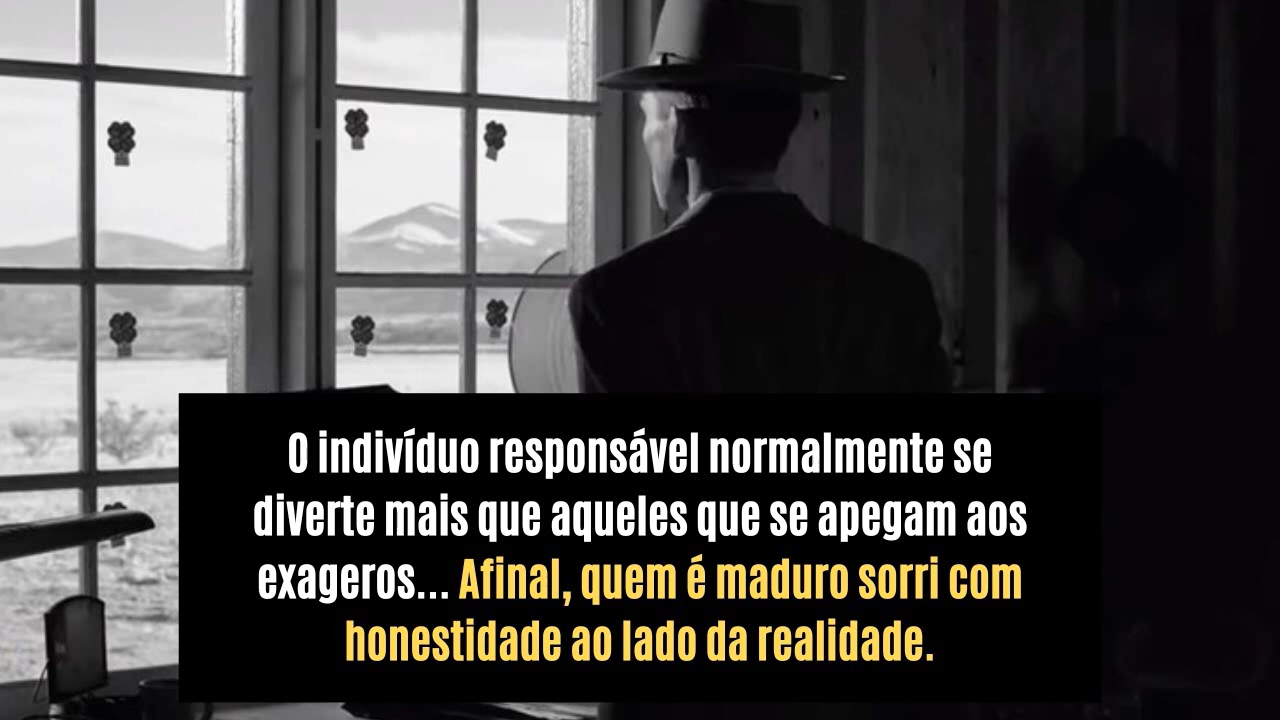 O indivíduo responsável normalmente se
diverte mais que aqueles que se apegam aos
exageros... Afinal, quem é maduro sorri com
honestidade ao lado da realidade.